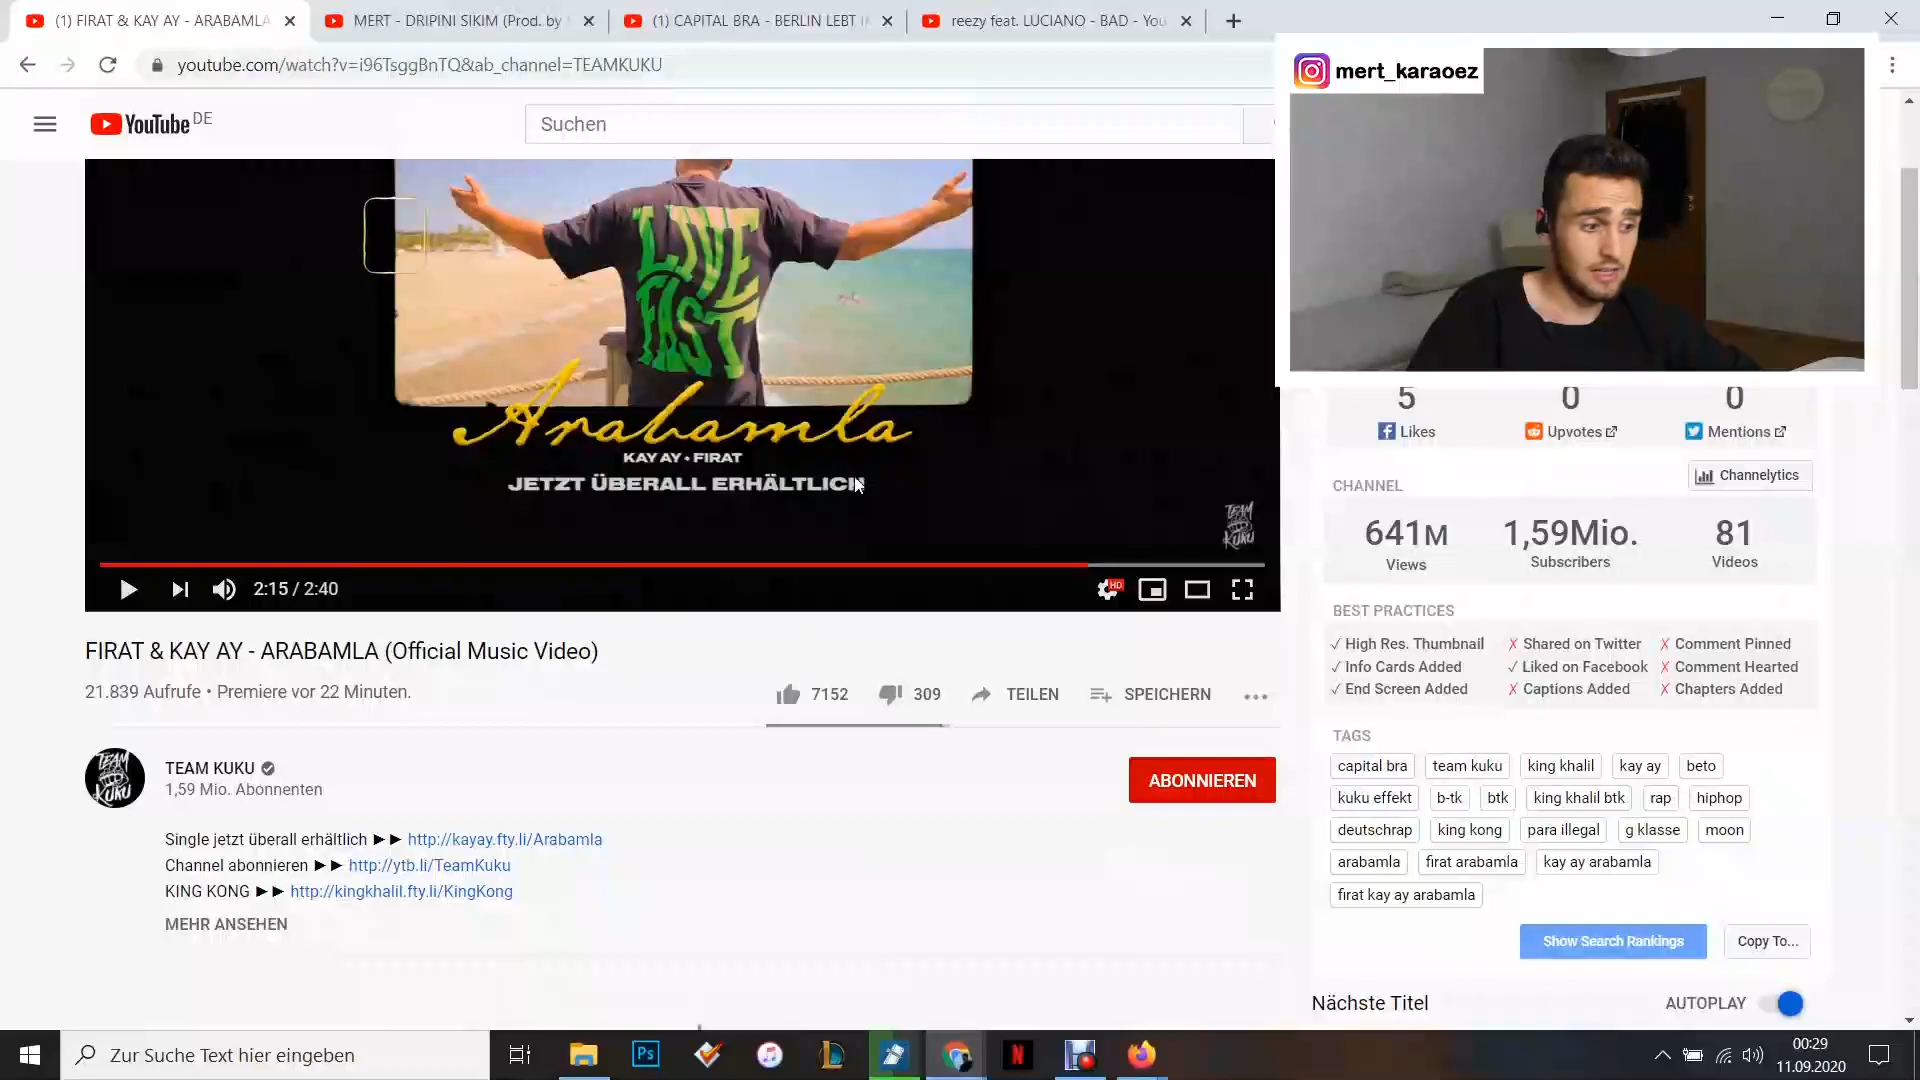 (1) FIRAT & KAY AY - ARABAMLA
MERT - DRIPINI SIKIM (Prod. by
(1) CAPITAL BRA - BERLIN LEBT
reezy feat. LUCIANO - BAD - You
youtube.com/watch?v=i96TsggBnTQ&ab_channel=TEAMKUKU
mert_karaoez
YouTube DE
Suchen
LIVE
FAST
Arabamla
KAY AY • FIRAT
JETZT ÜBERALL ERHÄLTLICH
TEAM
KUKU
2:15 / 2:40
HD
FIRAT & KAY AY - ARABAMLA (Official Music Video)
21.839 Aufrufe • Premiere vor 22 Minuten.
7152
309
TEILEN
SPEICHERN
TEAM KUKU
1,59 Mio. Abonnenten
ABONNIEREN
Single jetzt überall erhältlich ►► http://kayay.fty.li/Arabamla
Channel abonnieren ►► http://ytb.li/TeamKuku
KING KONG ►► http://kingkhalil.fty.li/KingKong
MEHR ANSEHEN
5 0 0
Likes Upvotes Mentions
CHANNEL
Channelytics
641M 1,59Mio. 81
Views Subscribers Videos
BEST PRACTICES
✓ High Res. Thumbnail ✗ Shared on Twitter ✗ Comment Pinned
✓ Info Cards Added ✓ Liked on Facebook ✗ Comment Hearted
✓ End Screen Added ✗ Captions Added ✗ Chapters Added
TAGS
capital bra team kuku king khalil kay ay beto
kuku effekt b-tk btk king khalil btk rap hiphop
deutschrap king kong para illegal g klasse moon
arabamla firat arabamla kay ay arabamla
firat kay ay arabamla
Show Search Rankings
Copy To...
Nächste Titel
AUTOPLAY
Zur Suche Text hier eingeben
Ps
N
00:29
11.09.2020